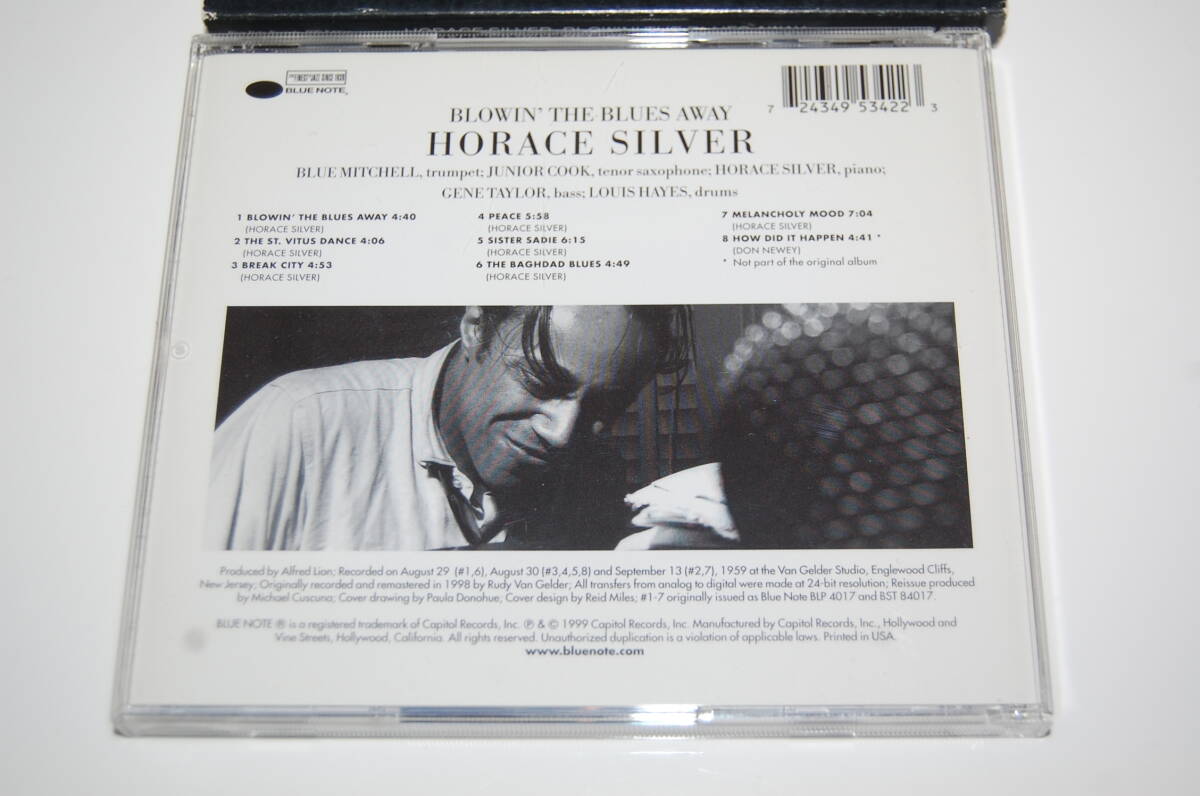 HORACE SILVER BLOWIN' THE BLUES AWAY
THE FINEST IN JAZZ SINCE 1939
BLUE NOTE®
7 24349 53422 3
BLOWIN' THE BLUES AWAY
HORACE SILVER
BLUE MITCHELL, trumpet; JUNIOR COOK, tenor saxophone; HORACE SILVER, piano;
GENE TAYLOR, bass; LOUIS HAYES, drums
1 BLOWIN' THE BLUES AWAY 4:40
(HORACE SILVER)
2 THE ST. VITUS DANCE 4:06
(HORACE SILVER)
3 BREAK CITY 4:53
(HORACE SILVER)
4 PEACE 5:58
(HORACE SILVER)
5 SISTER SADIE 6:15
(HORACE SILVER)
6 THE BAGHDAD BLUES 4:49
(HORACE SILVER)
7 MELANCHOLY MOOD 7:04
(HORACE SILVER)
8 HOW DID IT HAPPEN 4:41 *
(DON NEWEY)
* Not part of the original album
Produced by Alfred Lion; Recorded on August 29 (#1,6), August 30 (#3,4,5,8) and September 13 (#2,7), 1959 at the Van Gelder Studio, Englewood Cliffs,
New Jersey; Originally recorded and remastered in 1998 by Rudy Van Gelder; All transfers from analog to digital were made at 24-bit resolution; Reissue produced
by Michael Cuscuna; Cover drawing by Paula Donohue; Cover design by Reid Miles; #1-7 originally issued as Blue Note BLP 4017 and BST 84017.
BLUE NOTE ® is a registered trademark of Capitol Records, Inc. ℗ & © 1999 Capitol Records, Inc. Manufactured by Capitol Records, Inc., Hollywood and
Vine Streets, Hollywood, California. All rights reserved. Unauthorized duplication is a violation of applicable laws. Printed in USA.
www.bluenote.com